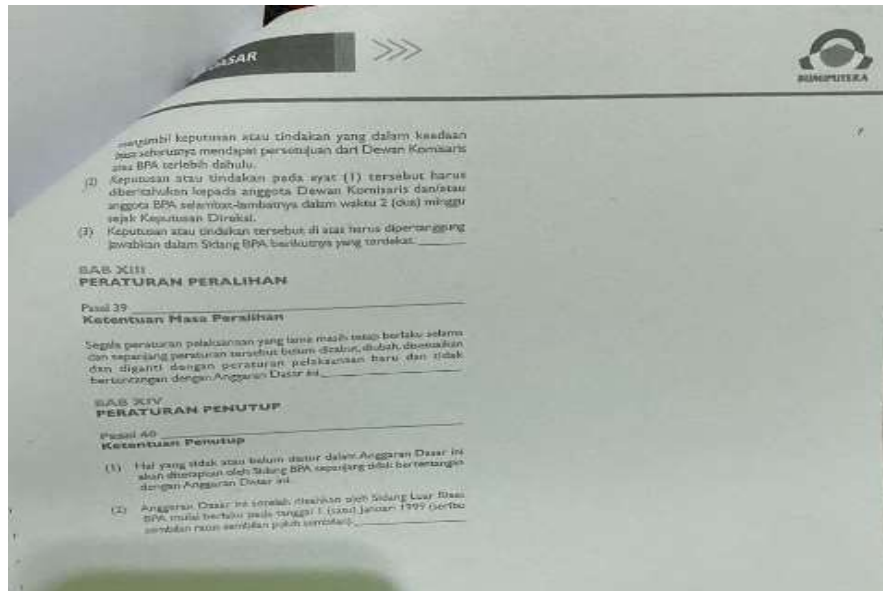 DASAR
BUMIPUTERA
mengambil keputusan atau tindakan yang dalam keadaan
seharusnya mendapat persetujuan dari Dewan Komisaris
atau BPA terlebih dahulu.
(2) Keputusan atau tindakan pada ayat (1) tersebut harus
diberitahukan kepada anggota Dewan Komisaris dan/atau
anggota BPA selambat-lambatnya dalam waktu 2 (dua) minggu
sejak Keputusan Direksi.
(3) Keputusan atau tindakan tersebut di atas harus dipertanggung
jawabkan dalam Sidang BPA berikutnya yang terdekat.
BAB XIII
PERATURAN PERALIHAN
Pasal 39
Ketentuan Masa Peralihan
Segala peraturan pelaksanaan yang lama masih tetap berlaku selama
dan sepanjang peraturan tersebut belum dicabut, diubah, disesuaikan
dan diganti dengan peraturan pelaksanaan baru dan tidak
bertentangan dengan Anggaran Dasar ini.
BAB XIV
PERATURAN PENUTUP
Pasal 40
Ketentuan Penutup
(1) Hal yang tidak atau belum diatur dalam Anggaran Dasar ini
akan ditetapkan oleh Sidang BPA sepanjang tidak bertentangan
dengan Anggaran Dasar ini.
(2) Anggaran Dasar ini setelah disahkan oleh Sidang Luar Biasa
BPA mulai berlaku pada tanggal 1 (satu) Januari 1999 (seribu
sembilan ratus sembilan puluh sembilan).